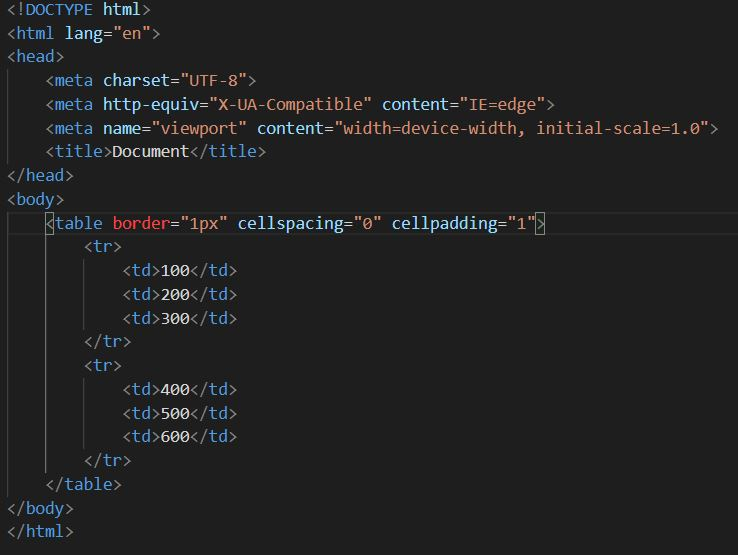 <!DOCTYPE html>
<html lang="en">
<head>
    <meta charset="UTF-8">
    <meta http-equiv="X-UA-Compatible" content="IE=edge">
    <meta name="viewport" content="width=device-width, initial-scale=1.0">
    <title>Document</title>
</head>
<body>
    <table border="1px" cellspacing="0" cellpadding="1">
        <tr>
            <td>100</td>
            <td>200</td>
            <td>300</td>
        </tr>
        <tr>
            <td>400</td>
            <td>500</td>
            <td>600</td>
        </tr>
    </table>
</body>
</html>